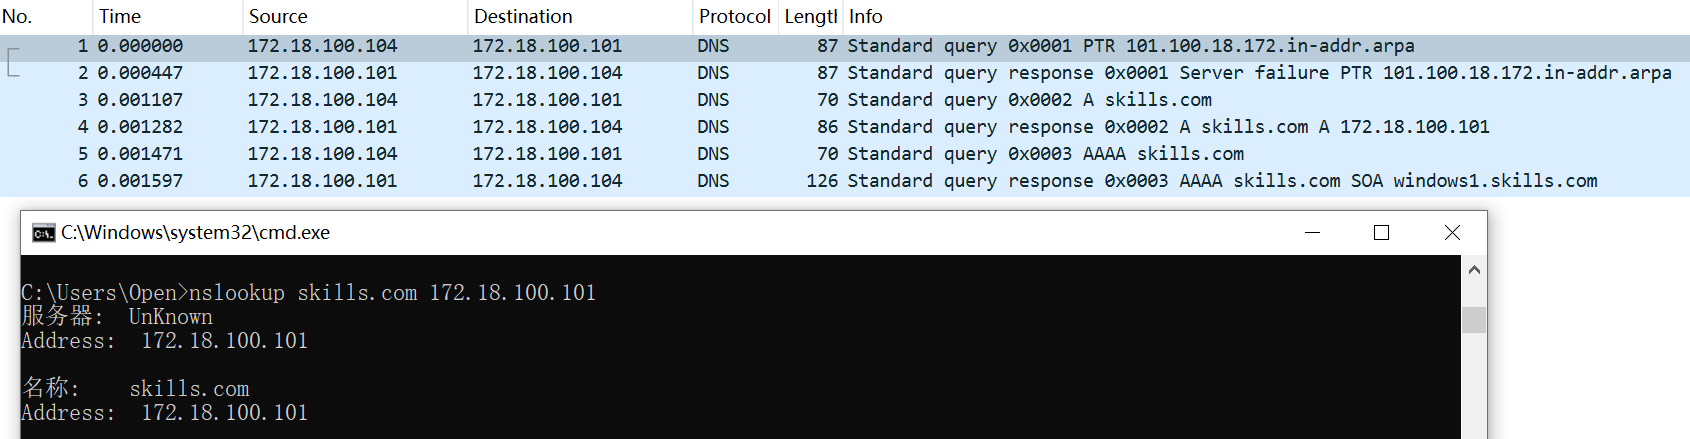 No. Time Source Destination Protocol Lengtl Info
1 0.000000 172.18.100.104 172.18.100.101 DNS 87 Standard query 0x0001 PTR 101.100.18.172.in-addr.arpa
2 0.000447 172.18.100.101 172.18.100.104 DNS 87 Standard query response 0x0001 Server failure PTR 101.100.18.172.in-addr.arpa
3 0.001107 172.18.100.104 172.18.100.101 DNS 70 Standard query 0x0002 A skills.com
4 0.001282 172.18.100.101 172.18.100.104 DNS 86 Standard query response 0x0002 A skills.com A 172.18.100.101
5 0.001471 172.18.100.104 172.18.100.101 DNS 70 Standard query 0x0003 AAAA skills.com
6 0.001597 172.18.100.101 172.18.100.104 DNS 126 Standard query response 0x0003 AAAA skills.com SOA windows1.skills.com
C:\Windows\system32\cmd.exe
C:\Users\Open>nslookup skills.com 172.18.100.101
服务器:  UnKnown
Address:  172.18.100.101
名称:    skills.com
Address:  172.18.100.101